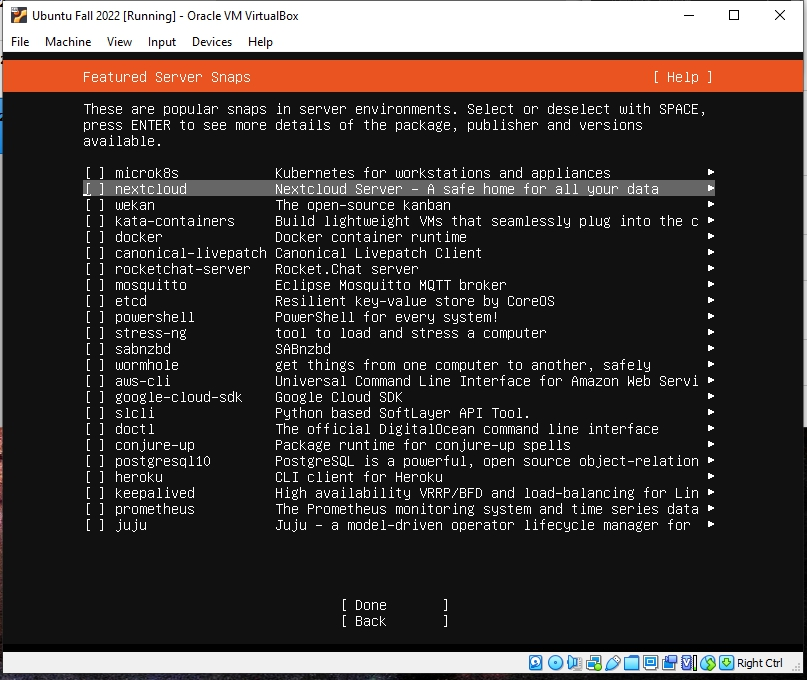 Ubuntu Fall 2022 [Running] - Oracle VM VirtualBox
File Machine View Input Devices Help
Featured Server Snaps [ Help ]
These are popular snaps in server environments. Select or deselect with SPACE,
press ENTER to see more details of the package, publisher and versions
available.
[ ] microk8s Kubernetes for workstations and appliances ▸
[ ] nextcloud Nextcloud Server - A safe home for all your data ▸
[ ] wekan The open-source kanban ▸
[ ] kata-containers Build lightweight VMs that seamlessly plug into the c ▸
[ ] docker Docker container runtime ▸
[ ] canonical-livepatch Canonical Livepatch Client ▸
[ ] rocketchat-server Rocket.Chat server ▸
[ ] mosquitto Eclipse Mosquitto MQTT broker ▸
[ ] etcd Resilient key-value store by CoreOS ▸
[ ] powershell PowerShell for every system! ▸
[ ] stress-ng tool to load and stress a computer ▸
[ ] sabnzbd SABnzbd ▸
[ ] wormhole get things from one computer to another, safely ▸
[ ] aws-cli Universal Command Line Interface for Amazon Web Servi ▸
[ ] google-cloud-sdk Google Cloud SDK ▸
[ ] slcli Python based SoftLayer API Tool. ▸
[ ] doctl The official DigitalOcean command line interface ▸
[ ] conjure-up Package runtime for conjure-up spells ▸
[ ] postgresql10 PostgreSQL is a powerful, open source object-relation ▸
[ ] heroku CLI client for Heroku ▸
[ ] keepalived High availability VRRP/BFD and load-balancing for Lin ▸
[ ] prometheus The Prometheus monitoring system and time series data ▸
[ ] juju Juju - a model-driven operator lifecycle manager for ▸
[ Done ]
[ Back ]
Right Ctrl